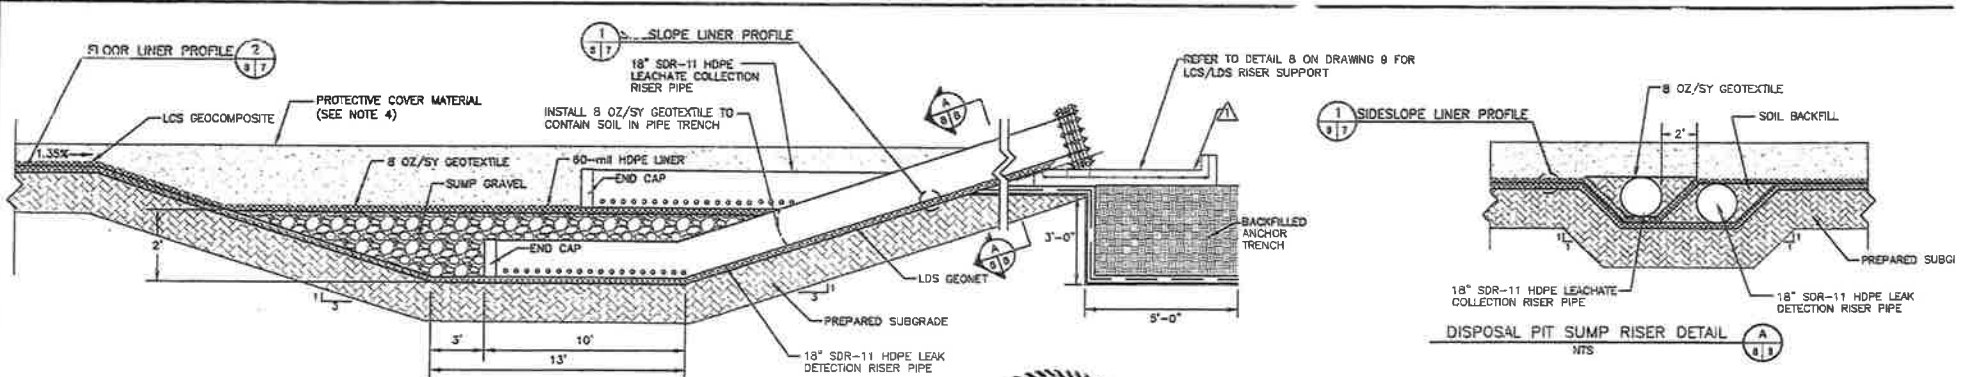 FLOOR LINER PROFILE
2
8 7
1
8 7
SLOPE LINER PROFILE
18" SDR-11 HDPE
LEACHATE COLLECTION
RISER PIPE
REFER TO DETAIL 8 ON DRAWING 9 FOR
LCS/LDS RISER SUPPORT
PROTECTIVE COVER MATERIAL
(SEE NOTE 4)
LCS GEOCOMPOSITE
INSTALL 8 OZ/SY GEOTEXTILE TO
CONTAIN SOIL IN PIPE TRENCH
A
8 8
1
1.35%
8 OZ/SY GEOTEXTILE
60-mil HDPE LINER
SUMP GRAVEL
END CAP
END CAP
2'
3'-0"
BACKFILLED
ANCHOR
TRENCH
A
8 8
LDS GEONET
1
3
1
3
PREPARED SUBGRADE
5'-0"
3'
10'
13'
18" SDR-11 HDPE LEAK
DETECTION RISER PIPE
8 OZ/SY GEOTEXTILE
1
8 7
SIDESLOPE LINER PROFILE
2'
SOIL BACKFILL
1
1
1
1
PREPARED SUBG
18" SDR-11 HDPE LEACHATE
COLLECTION RISER PIPE
18" SDR-11 HDPE LEAK
DETECTION RISER PIPE
DISPOSAL PIT SUMP RISER DETAIL
A
8 8
NTS